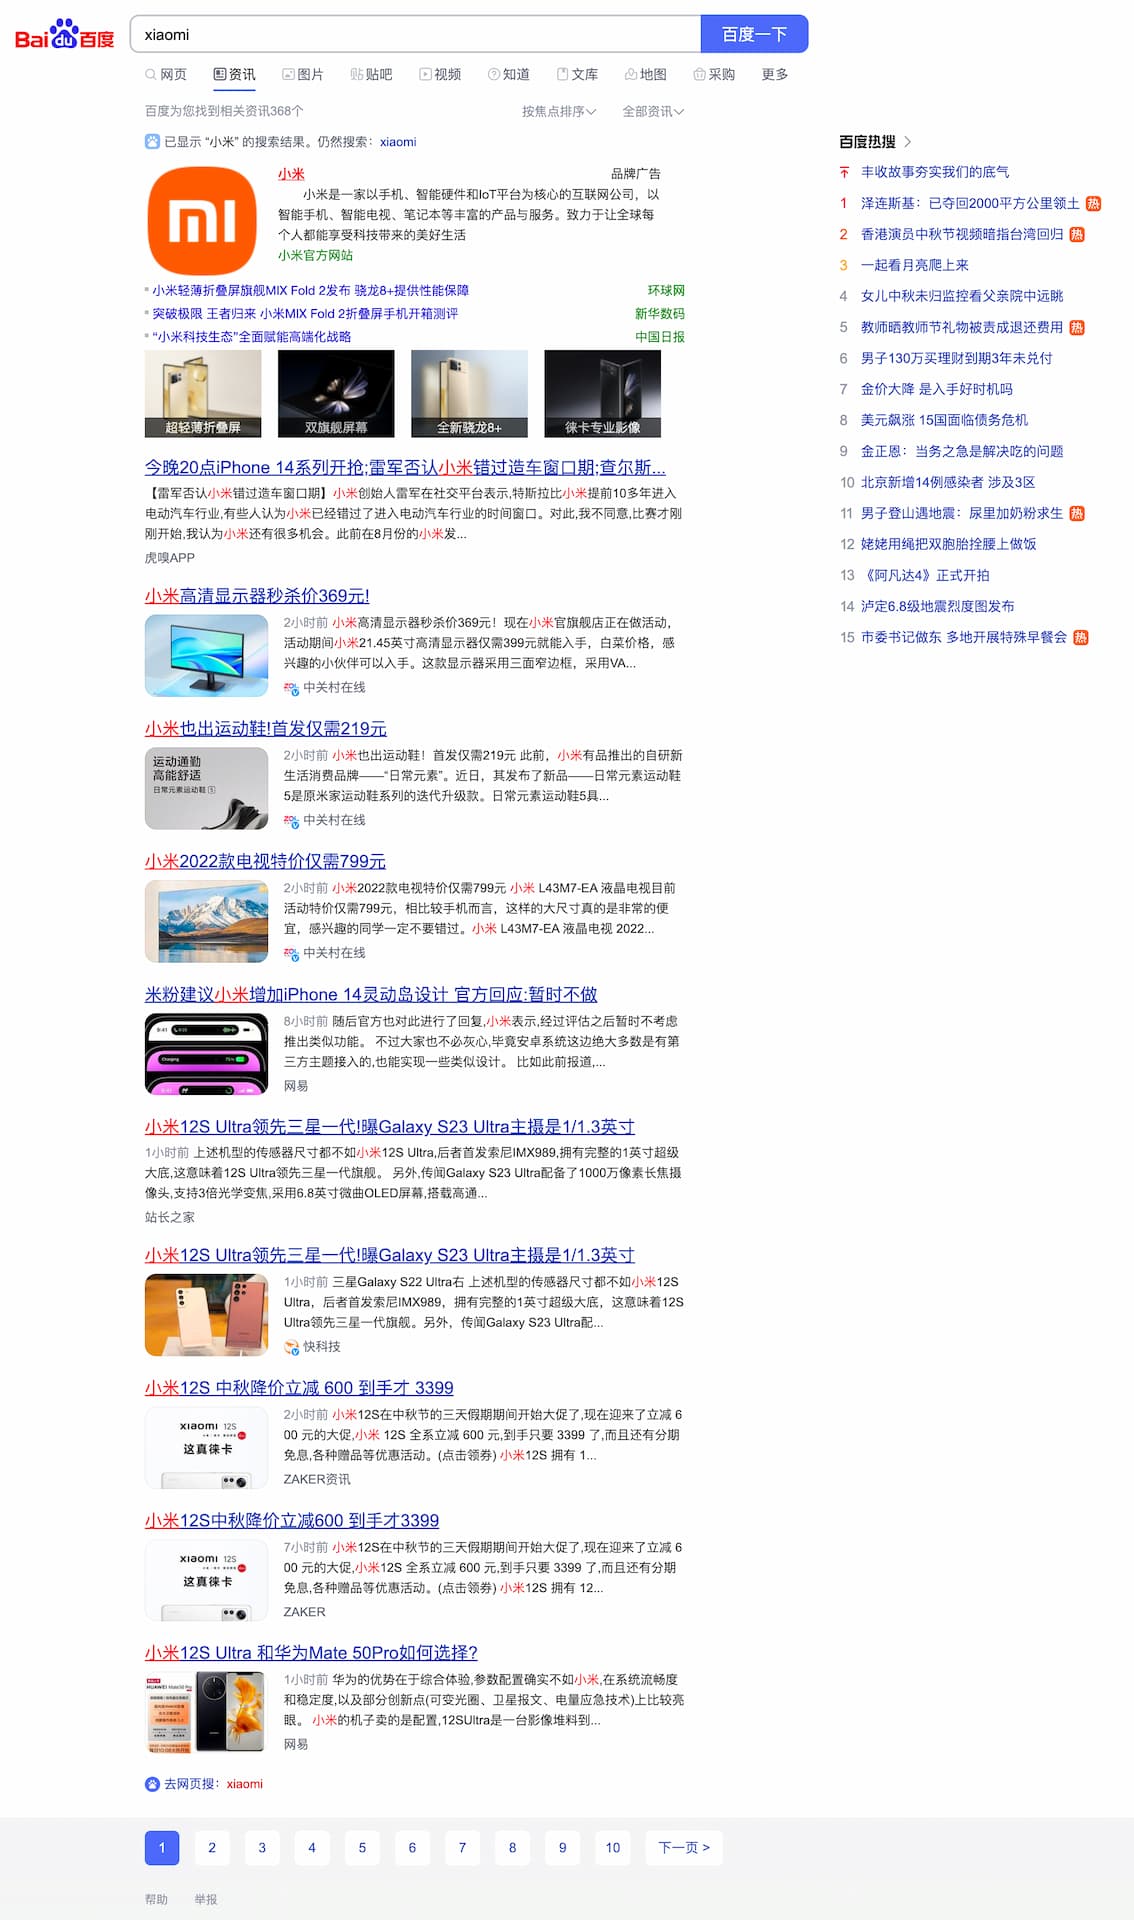 Baidu百度
xiaomi
百度一下
网页 资讯 图片 贴吧 视频 知道 文库 地图 采购 更多
百度为您找到相关资讯368个 按焦点排序 全部资讯
已显示 “小米” 的搜索结果。仍然搜索：xiaomi
小米 品牌广告
小米是一家以手机、智能硬件和IoT平台为核心的互联网公司，以
智能手机、智能电视、笔记本等丰富的产品与服务。致力于让全球每
个人都能享受科技带来的美好生活
小米官方网站
小米轻薄折叠屏旗舰MIX Fold 2发布 骁龙8+提供性能保障 环球网
突破极限 王者归来 小米MIX Fold 2折叠屏手机开箱测评 新华数码
“小米科技生态”全面赋能高端化战略 中国日报
超轻薄折叠屏 双旗舰屏幕 全新骁龙8+ 徕卡专业影像
今晚20点iPhone 14系列开抢;雷军否认小米错过造车窗口期;查尔斯...
【雷军否认小米错过造车窗口期】小米创始人雷军在社交平台表示,特斯拉比小米提前10多年进入
电动汽车行业,有些人认为小米已经错过了进入电动汽车行业的时间窗口。对此,我不同意,比赛才刚
刚开始,我认为小米还有很多机会。此前在8月份的小米发...
虎嗅APP
小米高清显示器秒杀价369元!
2小时前 小米高清显示器秒杀价369元！现在小米官旗舰店正在做活动，
活动期间小米21.45英寸高清显示器仅需399元就能入手，白菜价格，感
兴趣的小伙伴可以入手。这款显示器采用三面窄边框，采用VA...
中关村在线
小米也出运动鞋!首发仅需219元
运动通勤
高能舒适
日常元素运动鞋 5
2小时前 小米也出运动鞋！首发仅需219元 此前，小米有品推出的自研新
生活消费品牌——“日常元素”。近日，其发布了新品——日常元素运动鞋
5是原米家运动鞋系列的迭代升级款。日常元素运动鞋5具...
中关村在线
小米2022款电视特价仅需799元
2小时前 小米2022款电视特价仅需799元 小米 L43M7-EA 液晶电视目前
活动特价仅需799元，相比较手机而言，这样的大尺寸真的是非常的便
宜，感兴趣的同学一定不要错过。小米 L43M7-EA 液晶电视 2022...
中关村在线
米粉建议小米增加iPhone 14灵动岛设计 官方回应:暂时不做
9:41
Charging
8小时前 随后官方也对此进行了回复,小米表示,经过评估之后暂时不考虑
推出类似功能。 不过大家也不必灰心,毕竟安卓系统这边绝大多数是有第
三方主题接入的,也能实现一些类似设计。 比如此前报道,...
网易
小米12S Ultra领先三星一代!曝Galaxy S23 Ultra主摄是1/1.3英寸
1小时前 上述机型的传感器尺寸都不如小米12S Ultra,后者首发索尼IMX989,拥有完整的1英寸超级
大底,这意味着12S Ultra领先三星一代旗舰。 另外,传闻Galaxy S23 Ultra配备了1000万像素长焦摄
像头,支持3倍光学变焦,采用6.8英寸微曲OLED屏幕,搭载高通...
站长之家
小米12S Ultra领先三星一代!曝Galaxy S23 Ultra主摄是1/1.3英寸
1小时前 三星Galaxy S22 Ultra右 上述机型的传感器尺寸都不如小米12S
Ultra，后者首发索尼IMX989，拥有完整的1英寸超级大底，这意味着12S
Ultra领先三星一代旗舰。另外，传闻Galaxy S23 Ultra配...
快科技
小米12S 中秋降价立减 600 到手才 3399
xiaomi 12S
这真徕卡
2小时前 小米12S在中秋节的三天假期期间开始大促了,现在迎来了立减 6
00 元的大促,小米 12S 全系立减 600 元,到手只要 3399 了,而且还有分期
免息,各种赠品等优惠活动。(点击领券) 小米12S 拥有 1...
ZAKER资讯
小米12S中秋降价立减600 到手才3399
xiaomi 12S
这真徕卡
7小时前 小米12S在中秋节的三天假期期间开始大促了,现在迎来了立减 6
00 元的大促,小米12S 全系立减 600 元,到手只要 3399 了,而且还有分期
免息,各种赠品等优惠活动。(点击领券) 小米12S 拥有 12...
ZAKER
小米12S Ultra 和华为Mate 50Pro如何选择?
HUAWEI Mate50 Pro
1小时前 华为的优势在于综合体验,参数配置确实不如小米,在系统流畅度
和稳定度,以及部分创新点(可变光圈、卫星报文、电量应急技术)上比较亮
眼。 小米的机子卖的是配置,12SUltra是一台影像堆料到...
网易
去网页搜：xiaomi
1 2 3 4 5 6 7 8 9 10 下一页 >
帮助 举报
百度热搜
丰收故事夯实我们的底气
1 泽连斯基：已夺回2000平方公里领土 热
2 香港演员中秋节视频暗指台湾回归 热
3 一起看月亮爬上来
4 女儿中秋未归监控看父亲院中远眺
5 教师晒教师节礼物被责成退还费用 热
6 男子130万买理财到期3年未兑付
7 金价大降 是入手好时机吗
8 美元飙涨 15国面临债务危机
9 金正恩：当务之急是解决吃的问题
10 北京新增14例感染者 涉及3区
11 男子登山遇地震：尿里加奶粉求生 热
12 姥姥用绳把双胞胎拴腰上做饭
13 《阿凡达4》正式开拍
14 泸定6.8级地震烈度图发布
15 市委书记做东 多地开展特殊早餐会 热